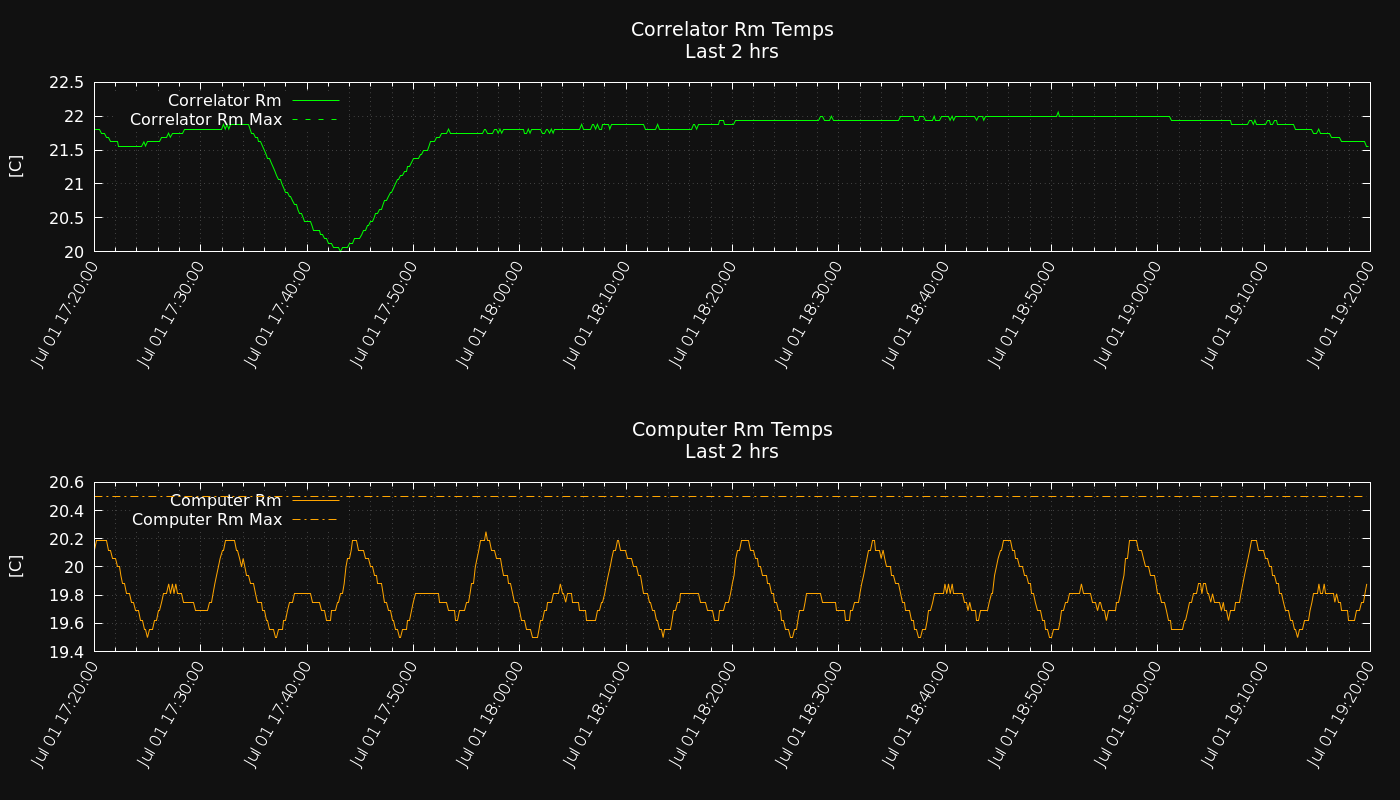 Correlator Rm Temps
Last 2 hrs
22.5
22
21.5
21
20.5
20
[C]
Correlator Rm
Correlator Rm Max
Jul 01 17:20:00
Jul 01 17:30:00
Jul 01 17:40:00
Jul 01 17:50:00
Jul 01 18:00:00
Jul 01 18:10:00
Jul 01 18:20:00
Jul 01 18:30:00
Jul 01 18:40:00
Jul 01 18:50:00
Jul 01 19:00:00
Jul 01 19:10:00
Jul 01 19:20:00
Computer Rm Temps
Last 2 hrs
20.6
20.4
20.2
20
19.8
19.6
19.4
[C]
Computer Rm
Computer Rm Max
Jul 01 17:20:00
Jul 01 17:30:00
Jul 01 17:40:00
Jul 01 17:50:00
Jul 01 18:00:00
Jul 01 18:10:00
Jul 01 18:20:00
Jul 01 18:30:00
Jul 01 18:40:00
Jul 01 18:50:00
Jul 01 19:00:00
Jul 01 19:10:00
Jul 01 19:20:00